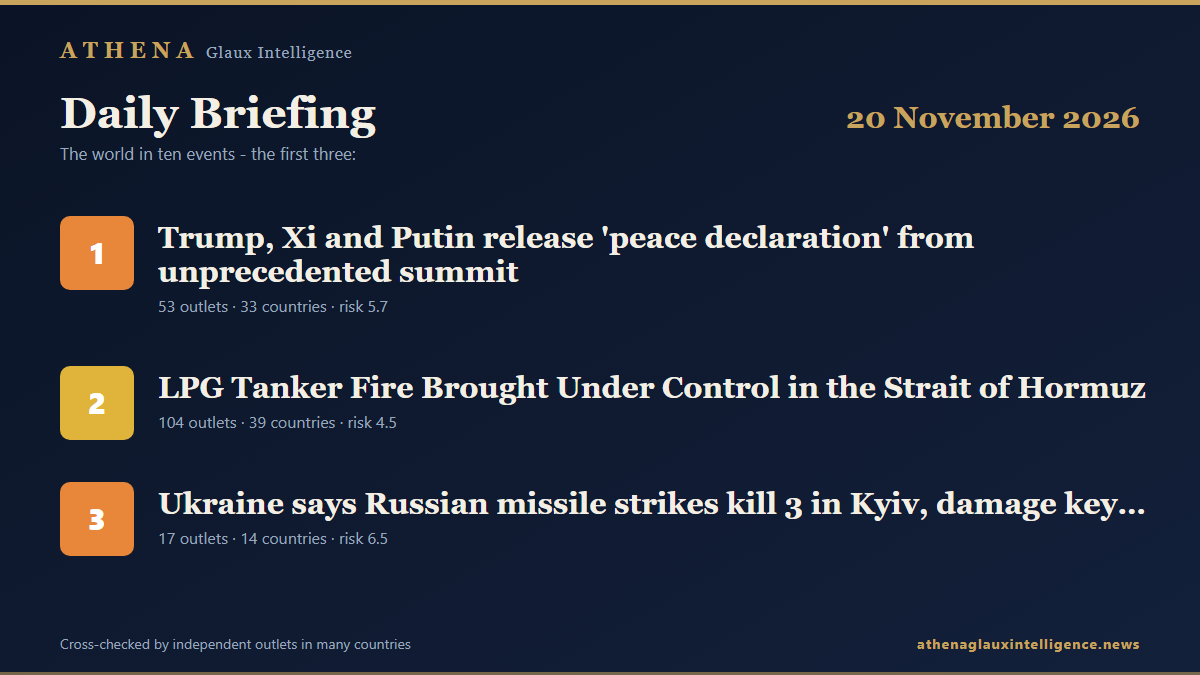 ATHENA Glaux Intelligence
Daily Briefing
20 November 2026
The world in ten events - the first three:
1
Trump, Xi and Putin release 'peace declaration' from
unprecedented summit
53 outlets · 33 countries · risk 5.7
2
LPG Tanker Fire Brought Under Control in the Strait of Hormuz
104 outlets · 39 countries · risk 4.5
3
Ukraine says Russian missile strikes kill 3 in Kyiv, damage key...
17 outlets · 14 countries · risk 6.5
Cross-checked by independent outlets in many countries
athenaglauxintelligence.news